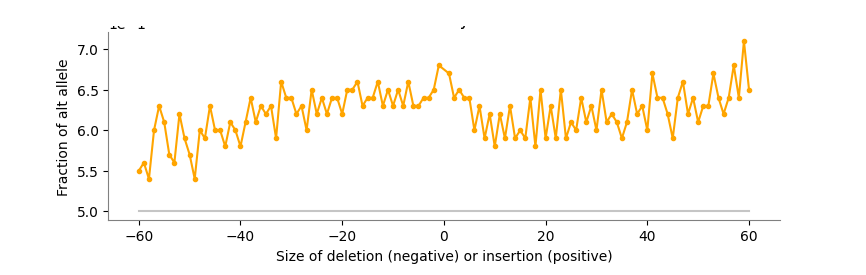 7.0
6.5
6.0
5.5
5.0
Fraction of alt allele
−60 −40 −20 0 20 40 60
Size of deletion (negative) or insertion (positive)